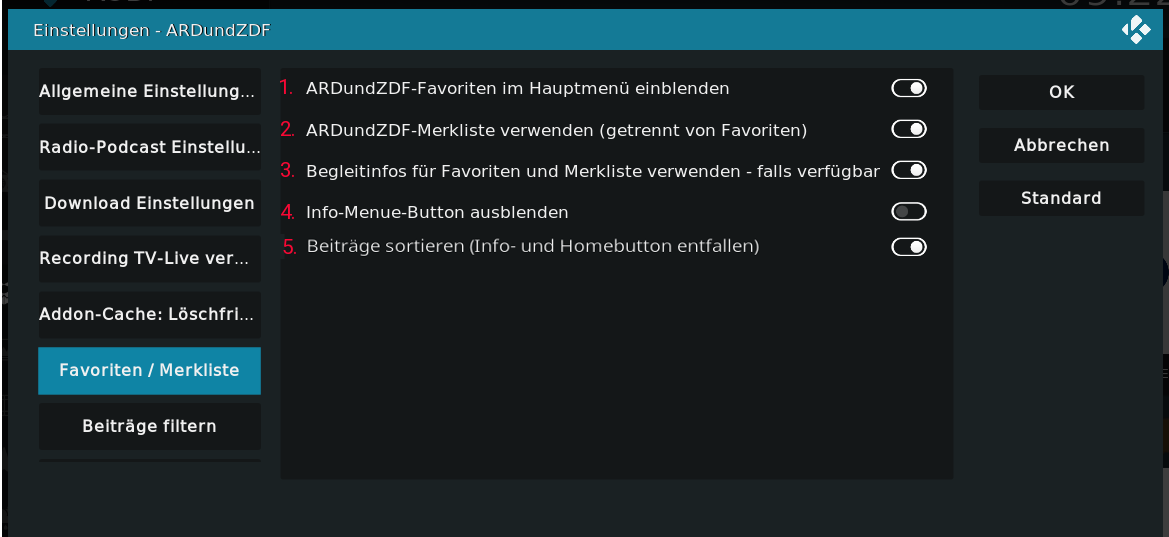 Einstellungen - ARDundZDF
Allgemeine Einstellung...
Radio-Podcast Einstellu...
Download Einstellungen
Recording TV-Live ver...
Addon-Cache: Löschfri...
Favoriten / Merkliste
Beiträge filtern
1. ARDundZDF-Favoriten im Hauptmenü einblenden
2. ARDundZDF-Merkliste verwenden (getrennt von Favoriten)
3. Begleitinfos für Favoriten und Merkliste verwenden - falls verfügbar
4. Info-Menue-Button ausblenden
5. Beiträge sortieren (Info- und Homebutton entfallen)
OK
Abbrechen
Standard